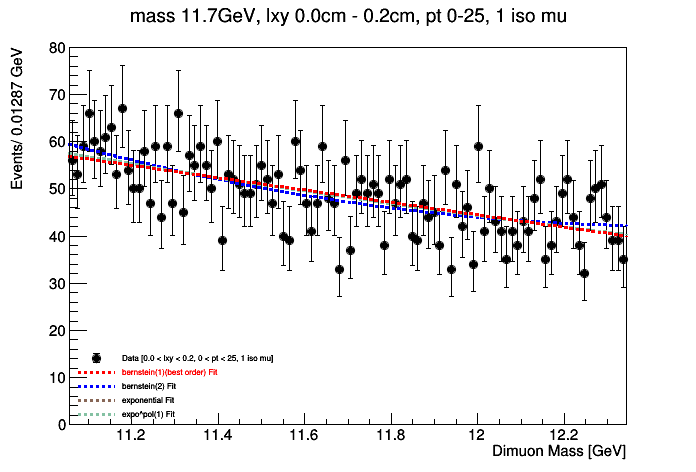 mass 11.7GeV, lxy 0.0cm - 0.2cm, pt 0-25, 1 iso mu
Events/ 0.01287 GeV
80
70
60
50
40
30
20
10
0
Data [0.0 < lxy < 0.2, 0 < pt < 25, 1 iso mu]
bernstein(1)(best order) Fit
bernstein(2) Fit
exponential Fit
expo*pol(1) Fit
11.2 11.4 11.6 11.8 12 12.2
Dimuon Mass [GeV]